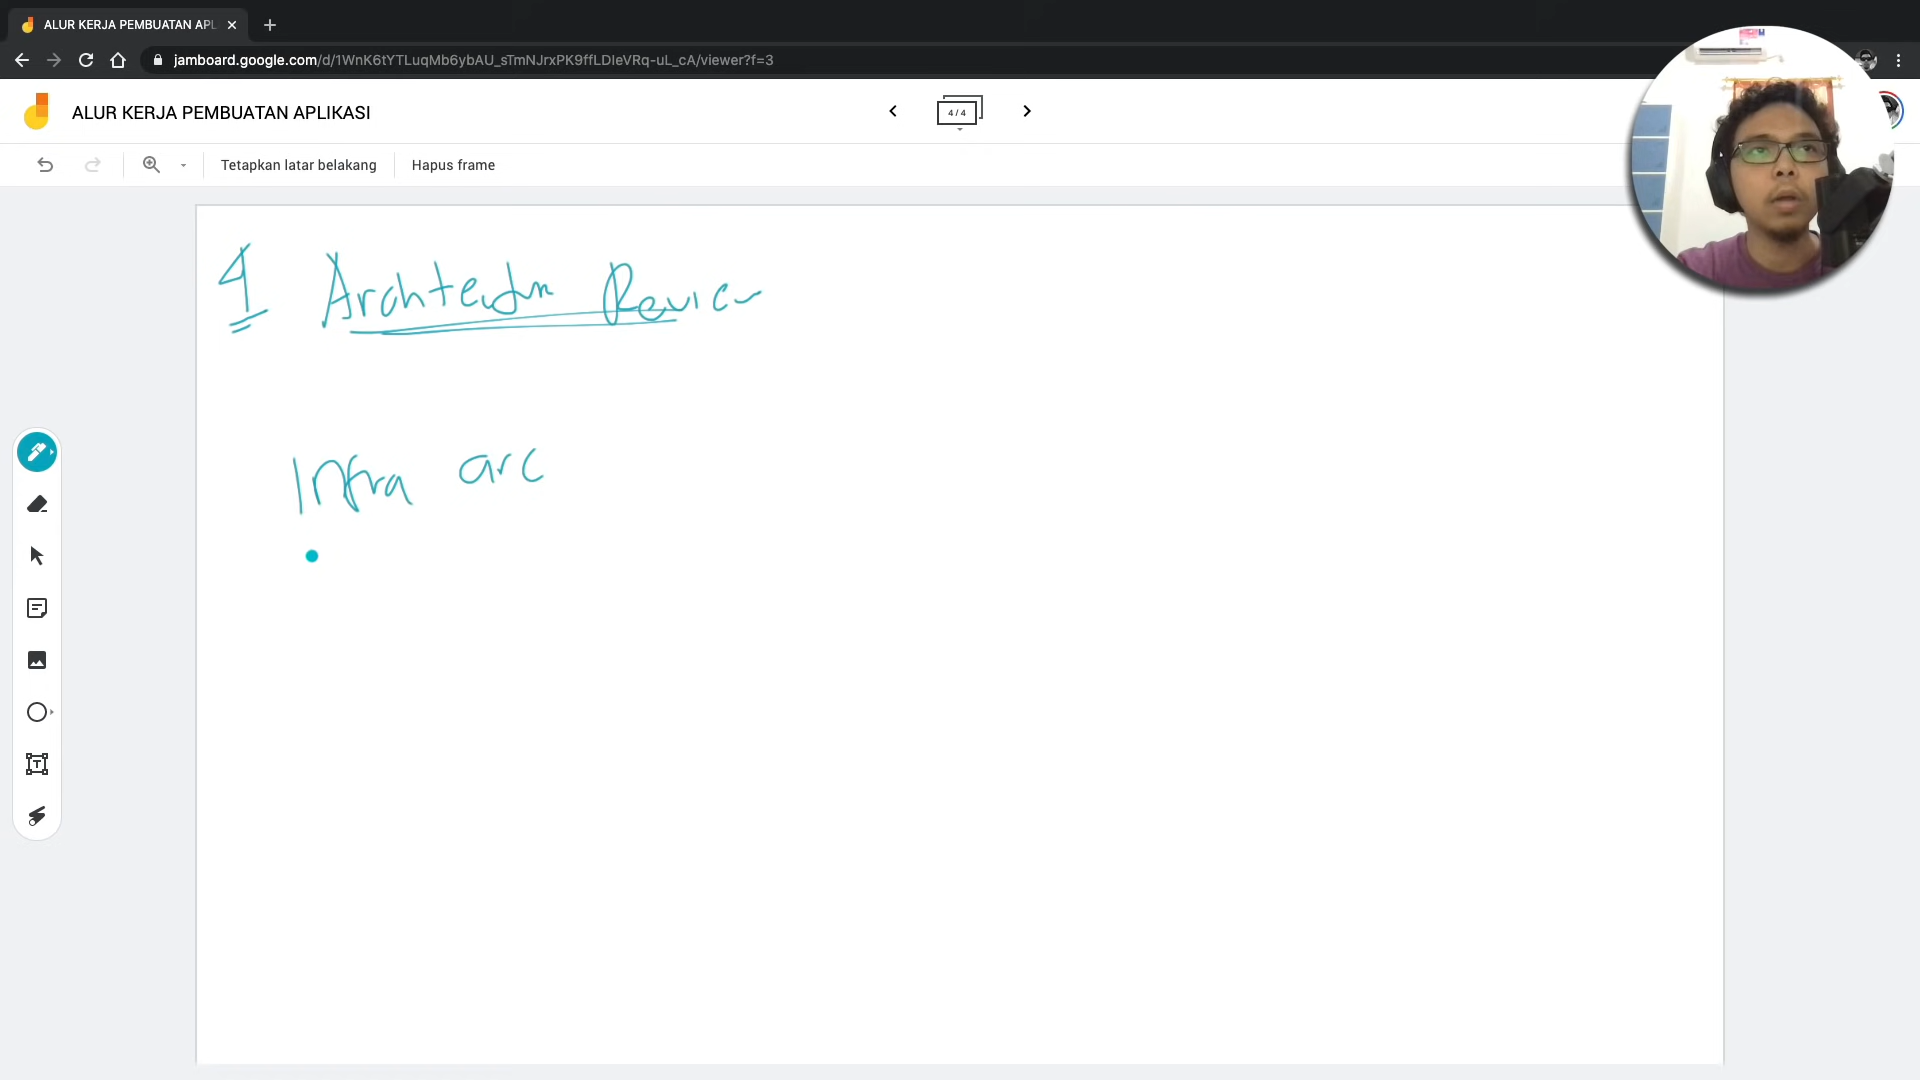 ALUR KERJA PEMBUATAN APL
jamboard.google.com/d/1WnK6tYTLuqMb6ybAU_sTmNJrxPK9ffLDIeVRq-uL_cA/viewer?f=3
ALUR KERJA PEMBUATAN APLIKASI
4 / 4
Tetapkan latar belakang
Hapus frame
4 Architectur Review
Infra arc